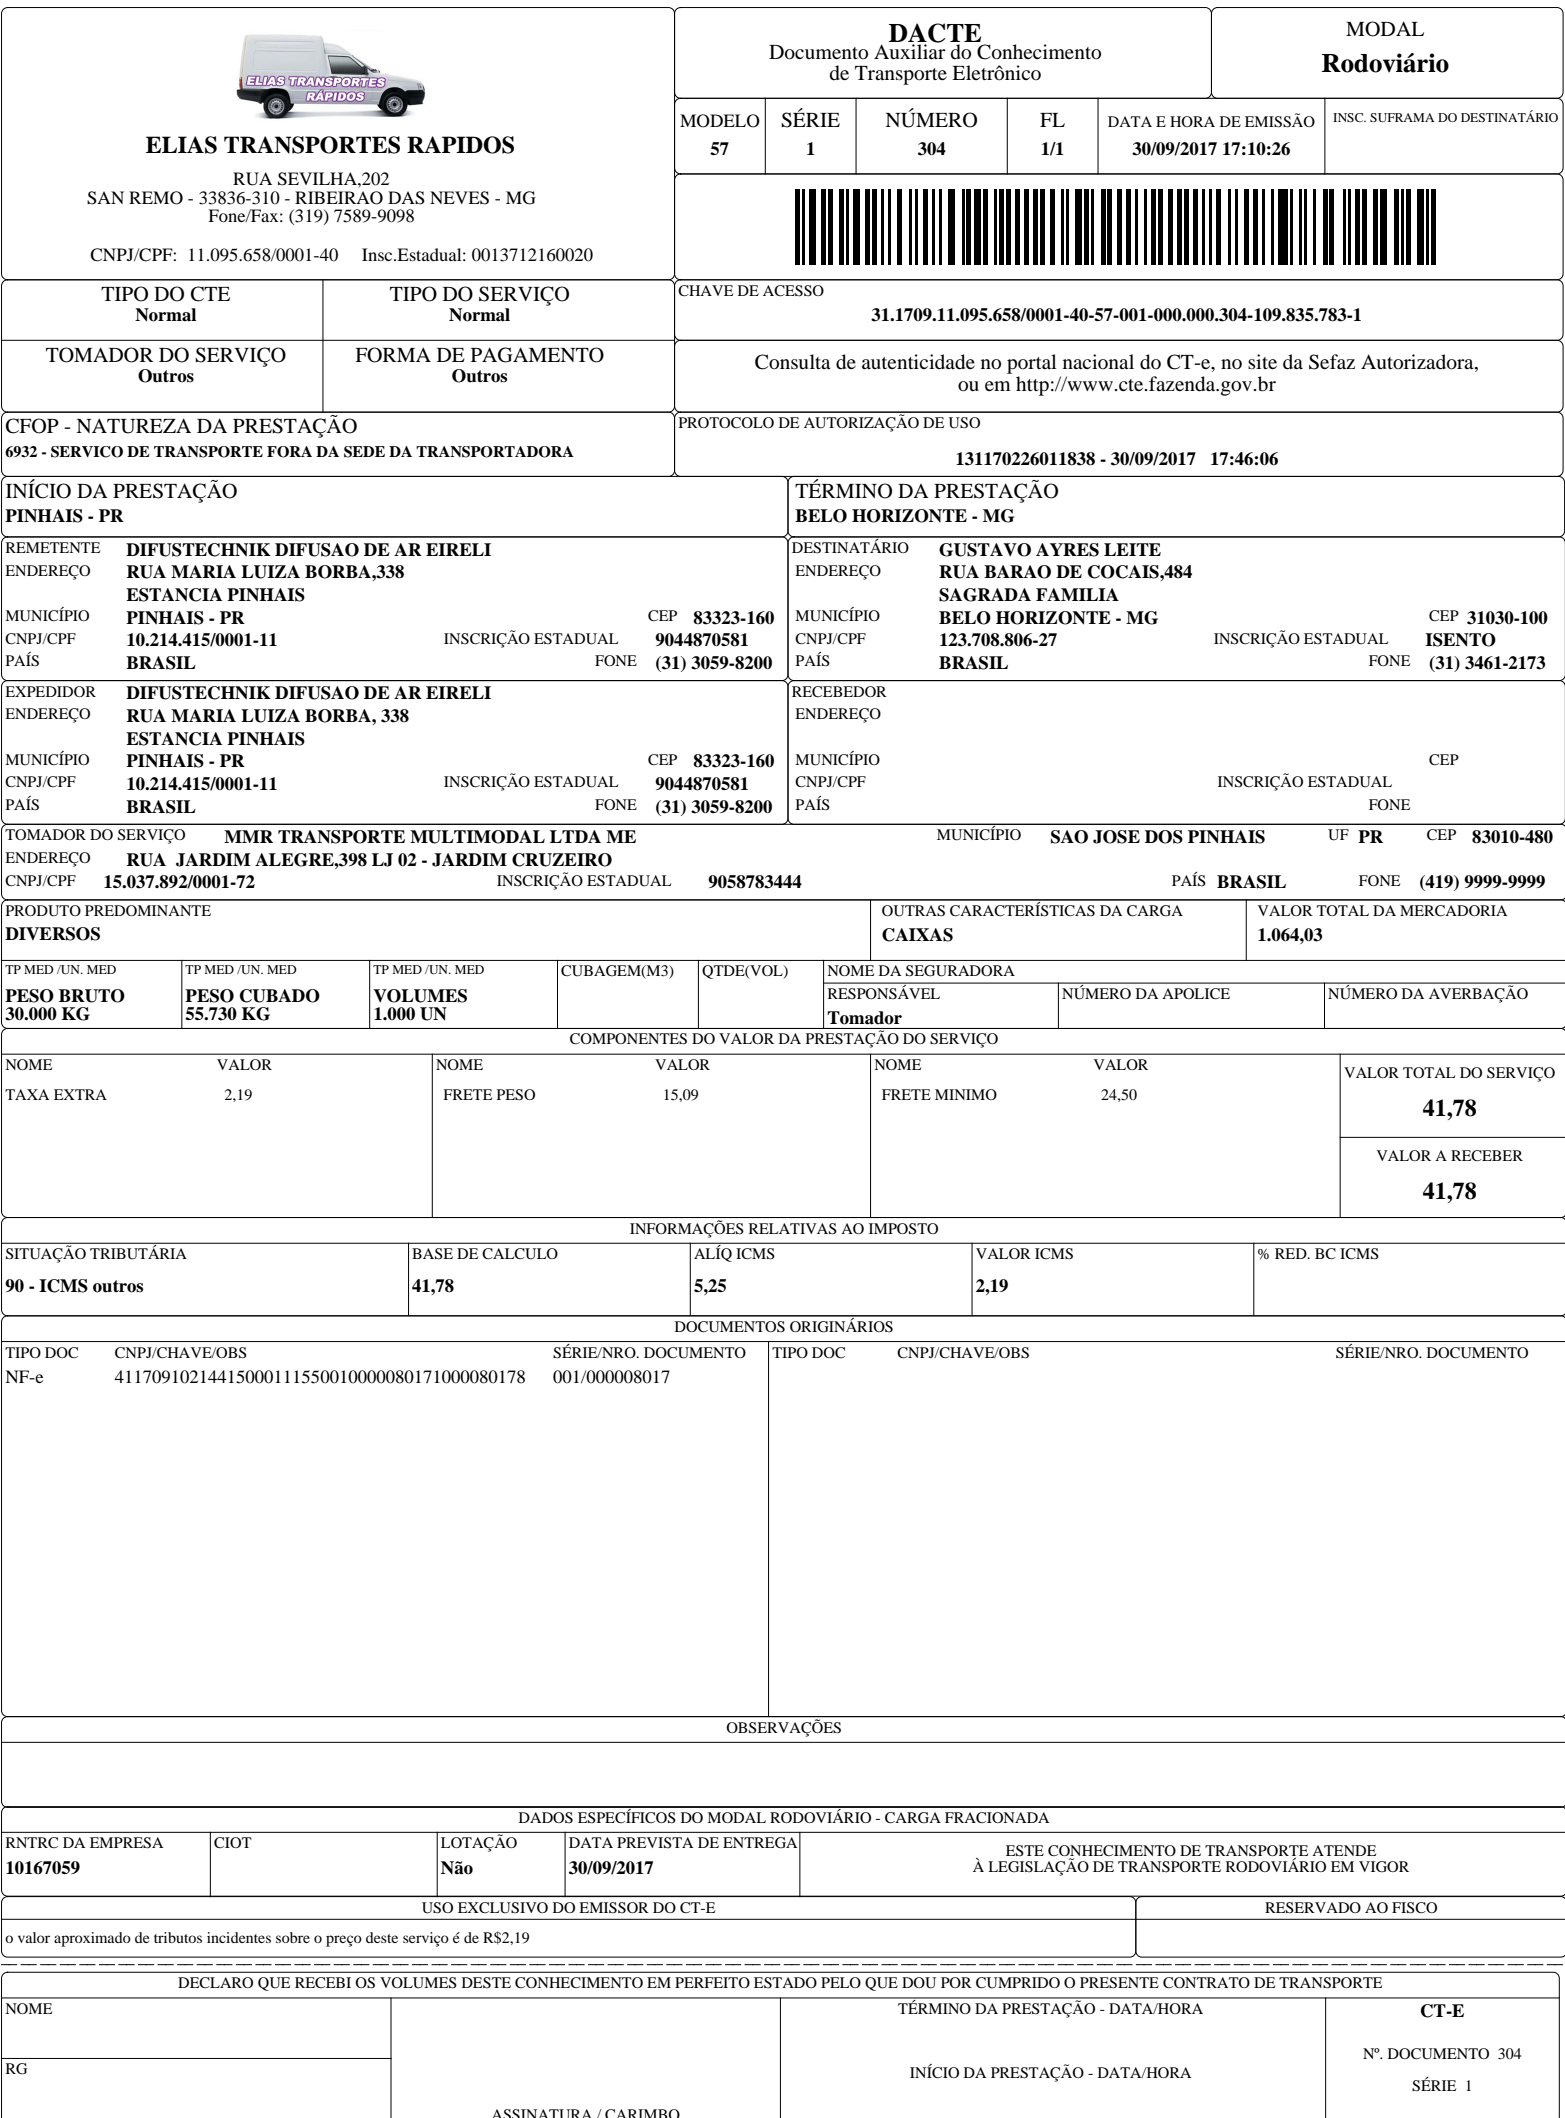 ELIAS TRANSPORTES
RÁPIDOS
ELIAS TRANSPORTES RAPIDOS
RUA SEVILHA,202
SAN REMO - 33836-310 - RIBEIRAO DAS NEVES - MG
Fone/Fax: (319) 7589-9098
CNPJ/CPF: 11.095.658/0001-40 Insc.Estadual: 0013712160020
DACTE
Documento Auxiliar do Conhecimento
de Transporte Eletrônico
MODAL
Rodoviário
MODELO SÉRIE NÚMERO FL DATA E HORA DE EMISSÃO INSC. SUFRAMA DO DESTINATÁRIO
57 1 304 1/1 30/09/2017 17:10:26
TIPO DO CTE TIPO DO SERVIÇO
Normal Normal
CHAVE DE ACESSO
31.1709.11.095.658/0001-40-57-001-000.000.304-109.835.783-1
TOMADOR DO SERVIÇO FORMA DE PAGAMENTO
Outros Outros
Consulta de autenticidade no portal nacional do CT-e, no site da Sefaz Autorizadora,
ou em http://www.cte.fazenda.gov.br
CFOP - NATUREZA DA PRESTAÇÃO
6932 - SERVICO DE TRANSPORTE FORA DA SEDE DA TRANSPORTADORA
PROTOCOLO DE AUTORIZAÇÃO DE USO
131170226011838 - 30/09/2017 17:46:06
INÍCIO DA PRESTAÇÃO
PINHAIS - PR
TÉRMINO DA PRESTAÇÃO
BELO HORIZONTE - MG
REMETENTE DIFUSTECHNIK DIFUSAO DE AR EIRELI
ENDEREÇO RUA MARIA LUIZA BORBA,338
ESTANCIA PINHAIS
MUNICÍPIO PINHAIS - PR CEP 83323-160
CNPJ/CPF 10.214.415/0001-11 INSCRIÇÃO ESTADUAL 9044870581
PAÍS BRASIL FONE (31) 3059-8200
DESTINATÁRIO GUSTAVO AYRES LEITE
ENDEREÇO RUA BARAO DE COCAIS,484
SAGRADA FAMILIA
MUNICÍPIO BELO HORIZONTE - MG CEP 31030-100
CNPJ/CPF 123.708.806-27 INSCRIÇÃO ESTADUAL ISENTO
PAÍS BRASIL FONE (31) 3461-2173
EXPEDIDOR DIFUSTECHNIK DIFUSAO DE AR EIRELI
ENDEREÇO RUA MARIA LUIZA BORBA, 338
ESTANCIA PINHAIS
MUNICÍPIO PINHAIS - PR CEP 83323-160
CNPJ/CPF 10.214.415/0001-11 INSCRIÇÃO ESTADUAL 9044870581
PAÍS BRASIL FONE (31) 3059-8200
RECEBEDOR
ENDEREÇO
MUNICÍPIO CEP
CNPJ/CPF INSCRIÇÃO ESTADUAL
PAÍS FONE
TOMADOR DO SERVIÇO MMR TRANSPORTE MULTIMODAL LTDA ME MUNICÍPIO SAO JOSE DOS PINHAIS UF PR CEP 83010-480
ENDEREÇO RUA JARDIM ALEGRE,398 LJ 02 - JARDIM CRUZEIRO
CNPJ/CPF 15.037.892/0001-72 INSCRIÇÃO ESTADUAL 9058783444 PAÍS BRASIL FONE (419) 9999-9999
PRODUTO PREDOMINANTE OUTRAS CARACTERÍSTICAS DA CARGA VALOR TOTAL DA MERCADORIA
DIVERSOS CAIXAS 1.064,03
TP MED /UN. MED TP MED /UN. MED TP MED /UN. MED CUBAGEM(M3) QTDE(VOL) NOME DA SEGURADORA
PESO BRUTO PESO CUBADO VOLUMES RESPONSÁVEL NÚMERO DA APOLICE NÚMERO DA AVERBAÇÃO
30.000 KG 55.730 KG 1.000 UN Tomador
COMPONENTES DO VALOR DA PRESTAÇÃO DO SERVIÇO
NOME VALOR NOME VALOR NOME VALOR VALOR TOTAL DO SERVIÇO
TAXA EXTRA 2,19 FRETE PESO 15,09 FRETE MINIMO 24,50 41,78
VALOR A RECEBER
41,78
INFORMAÇÕES RELATIVAS AO IMPOSTO
SITUAÇÃO TRIBUTÁRIA BASE DE CALCULO ALÍQ ICMS VALOR ICMS % RED. BC ICMS
90 - ICMS outros 41,78 5,25 2,19
DOCUMENTOS ORIGINÁRIOS
TIPO DOC CNPJ/CHAVE/OBS SÉRIE/NRO. DOCUMENTO TIPO DOC CNPJ/CHAVE/OBS SÉRIE/NRO. DOCUMENTO
NF-e 41170910214415000111550010000080171000080178 001/000008017
OBSERVAÇÕES
DADOS ESPECÍFICOS DO MODAL RODOVIÁRIO - CARGA FRACIONADA
RNTRC DA EMPRESA CIOT LOTAÇÃO DATA PREVISTA DE ENTREGA
10167059 Não 30/09/2017
ESTE CONHECIMENTO DE TRANSPORTE ATENDE
À LEGISLAÇÃO DE TRANSPORTE RODOVIÁRIO EM VIGOR
USO EXCLUSIVO DO EMISSOR DO CT-E RESERVADO AO FISCO
o valor aproximado de tributos incidentes sobre o preço deste serviço é de R$2,19
DECLARO QUE RECEBI OS VOLUMES DESTE CONHECIMENTO EM PERFEITO ESTADO PELO QUE DOU POR CUMPRIDO O PRESENTE CONTRATO DE TRANSPORTE
NOME TÉRMINO DA PRESTAÇÃO - DATA/HORA CT-E
Nº. DOCUMENTO 304
RG INÍCIO DA PRESTAÇÃO - DATA/HORA
SÉRIE 1
ASSINATURA / CARIMBO